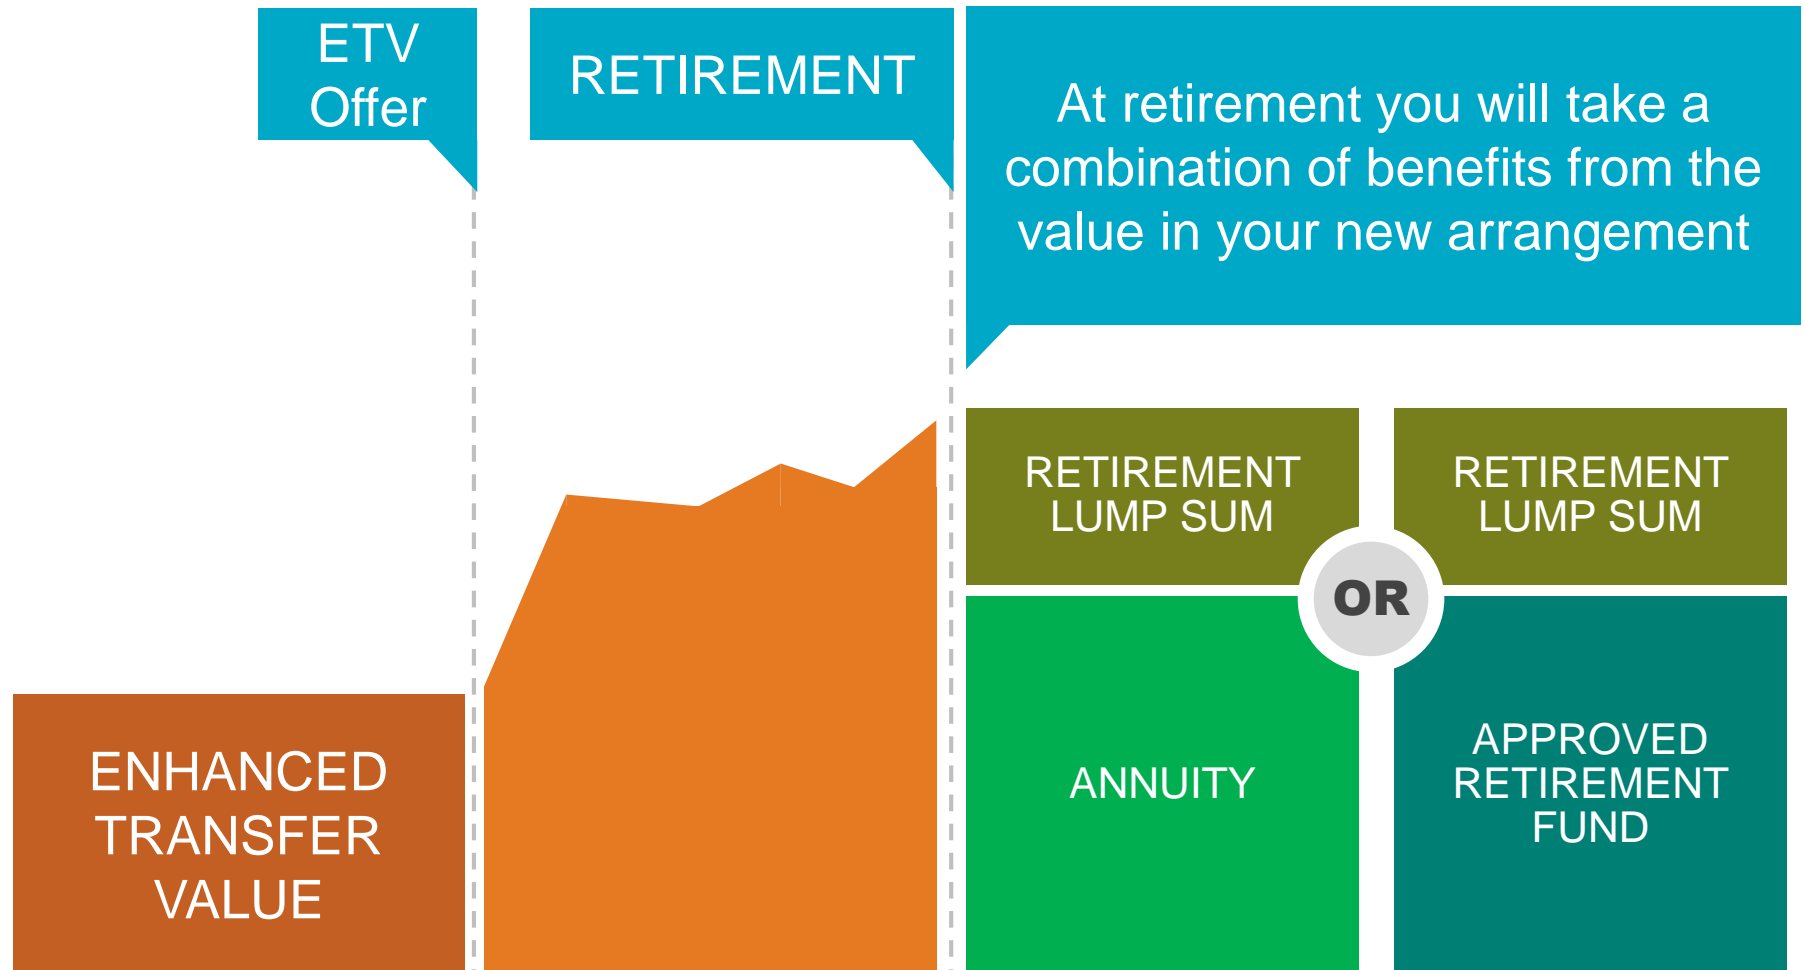 ETV
Offer
RETIREMENT
At retirement you will take a
combination of benefits from the
value in your new arrangement
RETIREMENT
LUMP SUM
RETIREMENT
LUMP SUM
OR
ENHANCED
TRANSFER
VALUE
ANNUITY
APPROVED
RETIREMENT
FUND